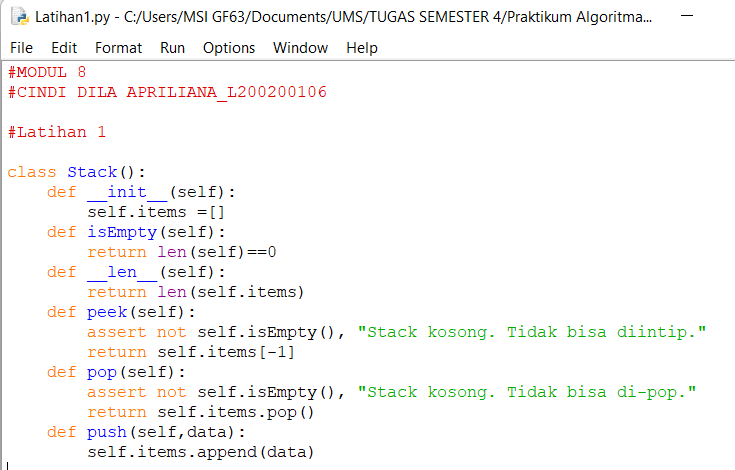 Latihan1.py - C:/Users/MSI GF63/Documents/UMS/TUGAS SEMESTER 4/Praktikum Algoritma...
File Edit Format Run Options Window Help
#MODUL 8
#CINDI DILA APRILIANA_L200200106

#Latihan 1

class Stack():
    def __init__(self):
        self.items =[]
    def isEmpty(self):
        return len(self)==0
    def __len__(self):
        return len(self.items)
    def peek(self):
        assert not self.isEmpty(), "Stack kosong. Tidak bisa diintip."
        return self.items[-1]
    def pop(self):
        assert not self.isEmpty(), "Stack kosong. Tidak bisa di-pop."
        return self.items.pop()
    def push(self,data):
        self.items.append(data)